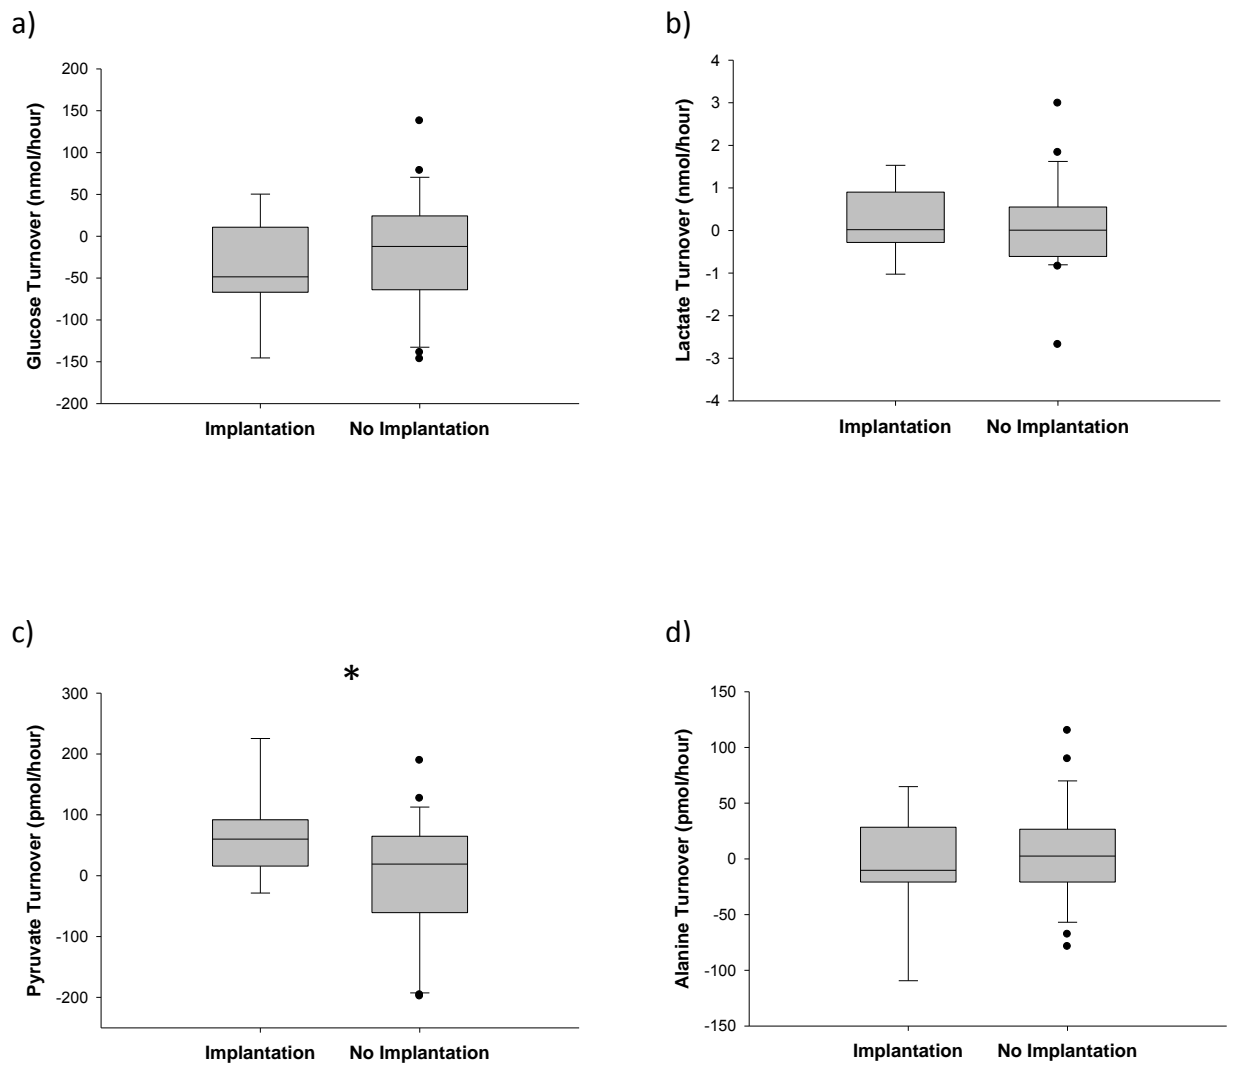 a)
Glucose Turnover (nmol/hour)
200
150
100
50
0
-50
-100
-150
-200
Implantation No Implantation
b)
Lactate Turnover (nmol/hour)
4
3
2
1
0
-1
-2
-3
-4
Implantation No Implantation
c)
*
Pyruvate Turnover (pmol/hour)
300
200
100
0
-100
-200
Implantation No Implantation
d)
Alanine Turnover (pmol/hour)
150
100
50
0
-50
-100
-150
Implantation No Implantation